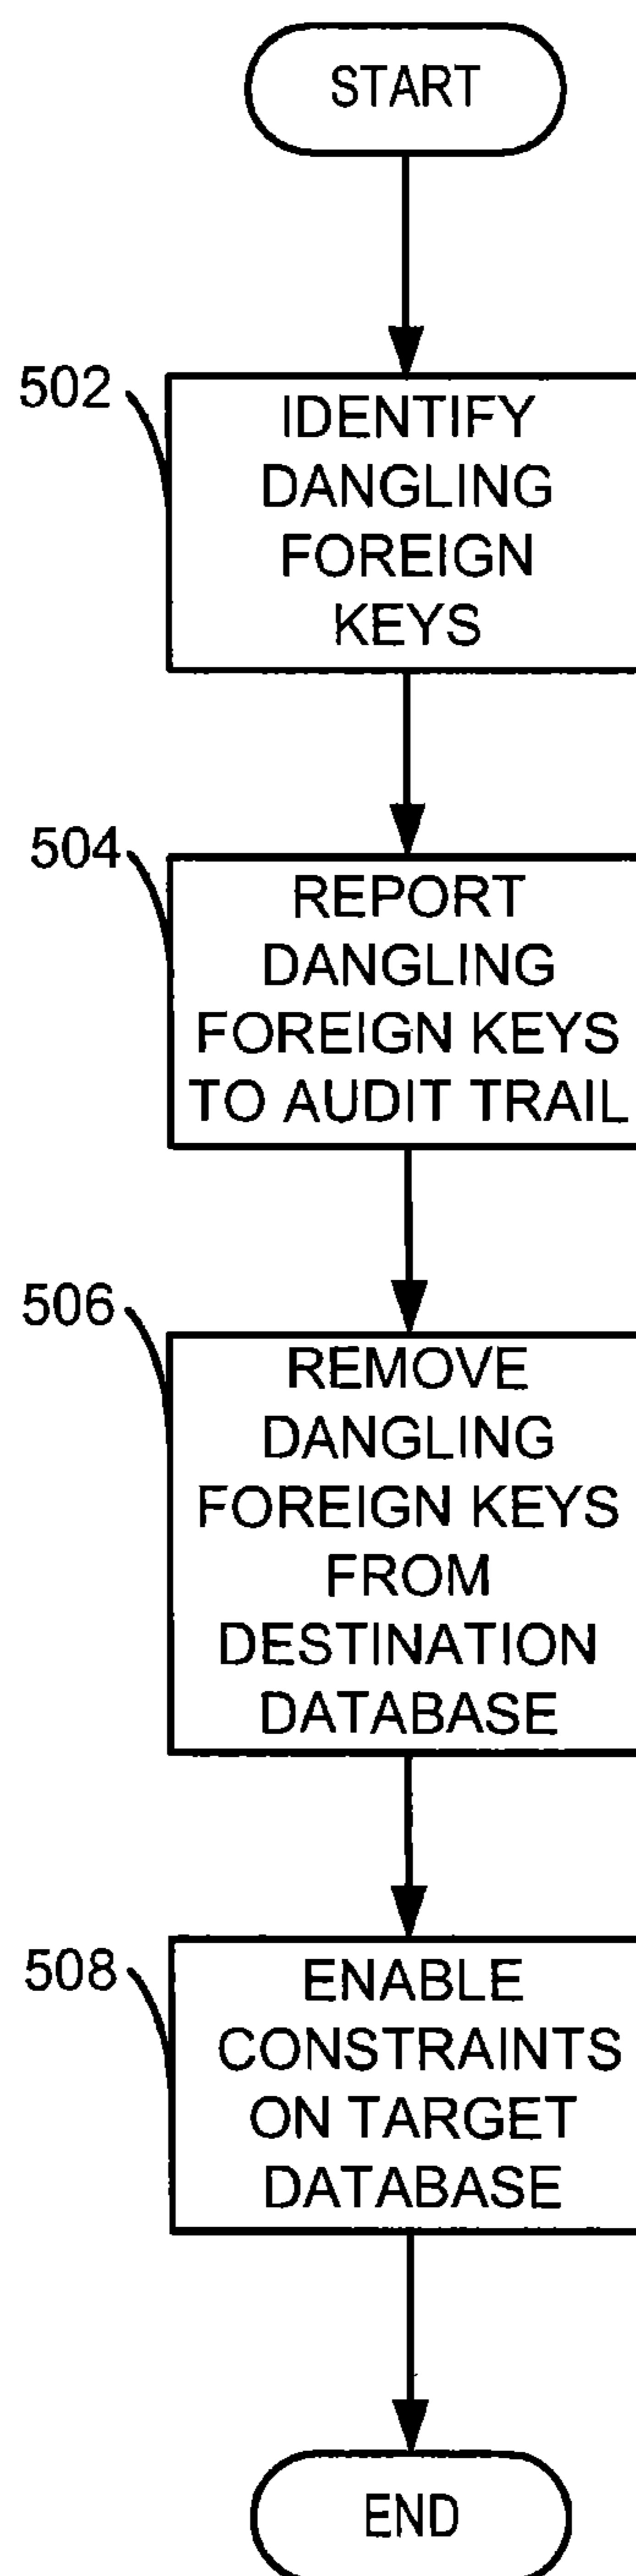 START
502
IDENTIFY
DANGLING
FOREIGN
KEYS
504
REPORT
DANGLING
FOREIGN KEYS
TO AUDIT TRAIL
506
REMOVE
DANGLING
FOREIGN KEYS
FROM
DESTINATION
DATABASE
508
ENABLE
CONSTRAINTS
ON TARGET
DATABASE
END